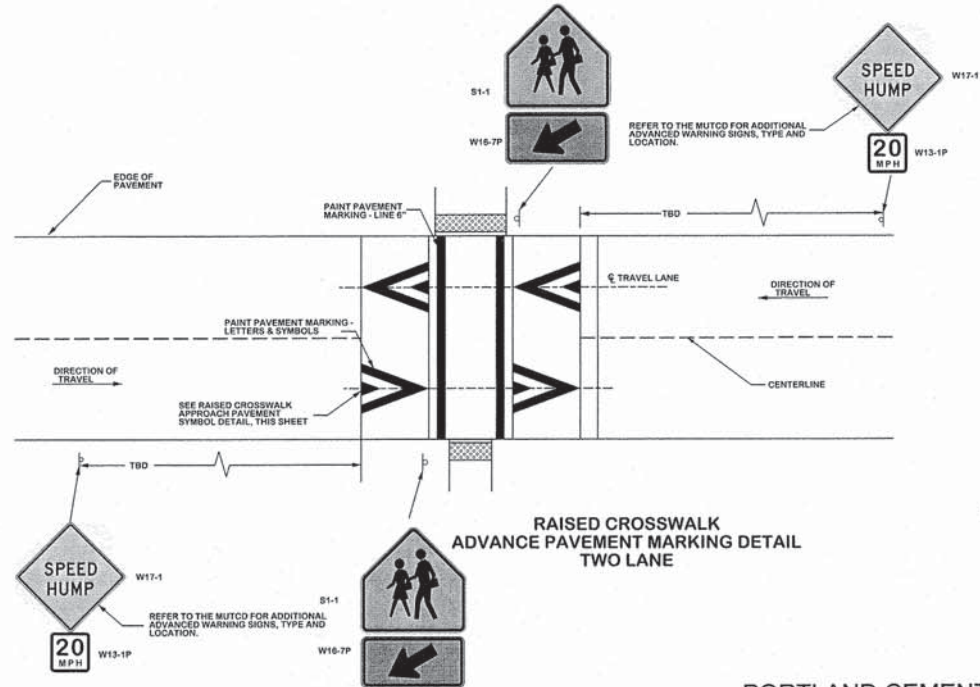 S1-1
W16-7P
SPEED
HUMP
W17-1
20
MPH
W13-1P
REFER TO THE MUTCD FOR ADDITIONAL
ADVANCED WARNING SIGNS, TYPE AND
LOCATION.
EDGE OF
PAVEMENT
PAINT PAVEMENT
MARKING - LINE 6"
TBD
℄ TRAVEL LANE
DIRECTION OF
TRAVEL
PAINT PAVEMENT MARKING -
LETTERS & SYMBOLS
DIRECTION OF
TRAVEL
CENTERLINE
SEE RAISED CROSSWALK
APPROACH PAVEMENT
SYMBOL DETAIL, THIS SHEET
TBD
RAISED CROSSWALK
ADVANCE PAVEMENT MARKING DETAIL
TWO LANE
SPEED
HUMP
W17-1
20
MPH
W13-1P
REFER TO THE MUTCD FOR ADDITIONAL
ADVANCED WARNING SIGNS, TYPE AND
LOCATION.
S1-1
W16-7P
PORTLAND CEMENT